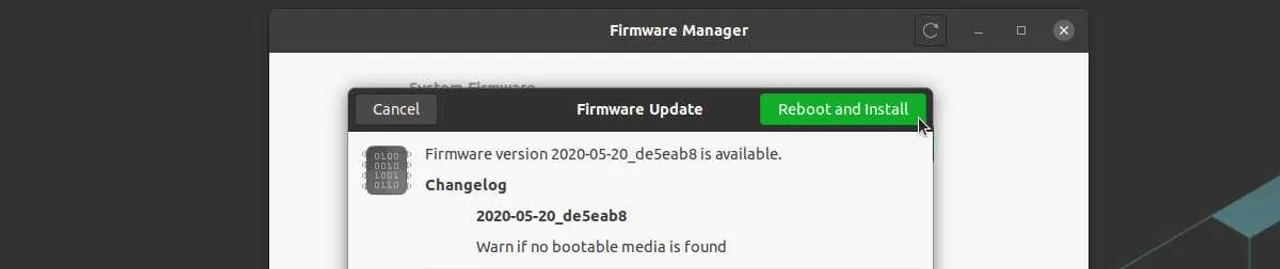 Firmware Manager
System Firmware
Cancel
Firmware Update
Reboot and Install
0100
0010
1001
0110
Firmware version 2020-05-20_de5eab8 is available.
Changelog
2020-05-20_de5eab8
Warn if no bootable media is found